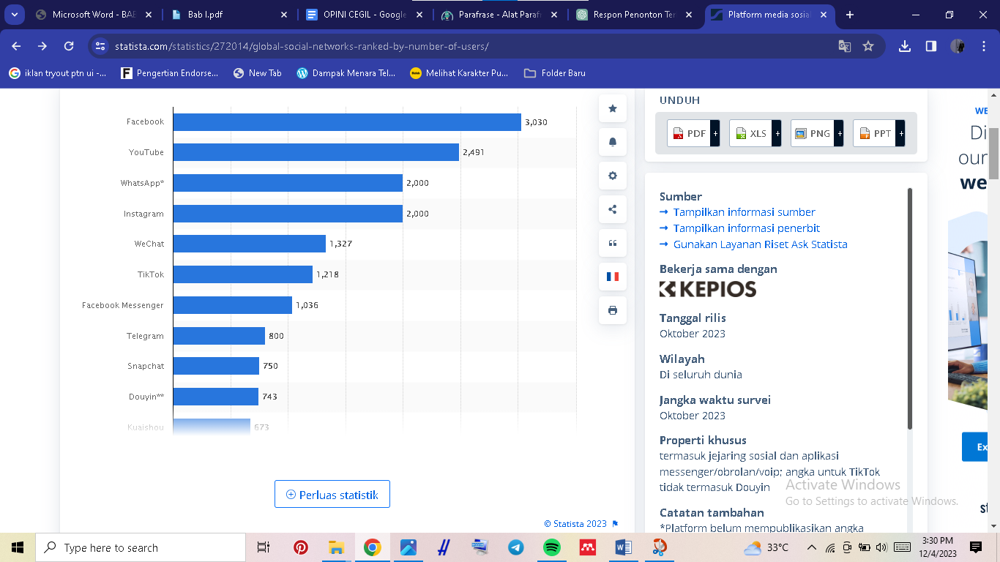 Microsoft Word - BAB
Bab I.pdf
OPINI CEGIL - Google
Parafrase - Alat Paraf
Respon Penonton Ter
Platform media sosial
statista.com/statistics/272014/global-social-networks-ranked-by-number-of-users/
iklan tryout ptn ui -...
Pengertian Endorse...
New Tab
Dampak Menara Tel...
Melihat Karakter Pu...
Folder Baru
Facebook 3,030
YouTube 2,491
WhatsApp* 2,000
Instagram 2,000
WeChat 1,327
TikTok 1,218
Facebook Messenger 1,036
Telegram 800
Snapchat 750
Douyin** 743
Kuaishou 673
Perluas statistik
© Statista 2023
UNDUH
PDF + XLS + PNG + PPT +
Sumber
→ Tampilkan informasi sumber
→ Tampilkan informasi penerbit
→ Gunakan Layanan Riset Ask Statista
Bekerja sama dengan
KEPIOS
Tanggal rilis
Oktober 2023
Wilayah
Di seluruh dunia
Jangka waktu survei
Oktober 2023
Properti khusus
termasuk jejaring sosial dan aplikasi
messenger/obrolan/voip; angka untuk TikTok
tidak termasuk Douyin
Catatan tambahan
*Platform belum mempublikasikan angka
WE
Di
our
we
Ex
st
Activate Windows
Go to Settings to activate Windows.
Type here to search
33°C
3:30 PM
12/4/2023